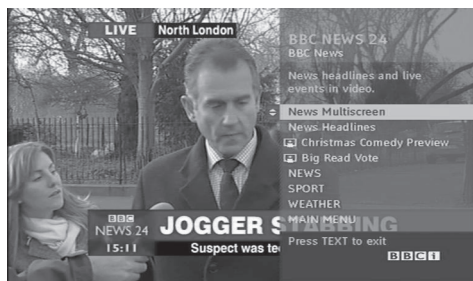 LIVE North London
BBC NEWS 24
BBC News
News headlines and live
events in video.
News Multiscreen
News Headlines
Christmas Comedy Preview
Big Read Vote
NEWS
SPORT
WEATHER
MAIN MENU
Press TEXT to exit
BBCi
BBC
NEWS 24
15:11
JOGGER STABBING
Suspect was